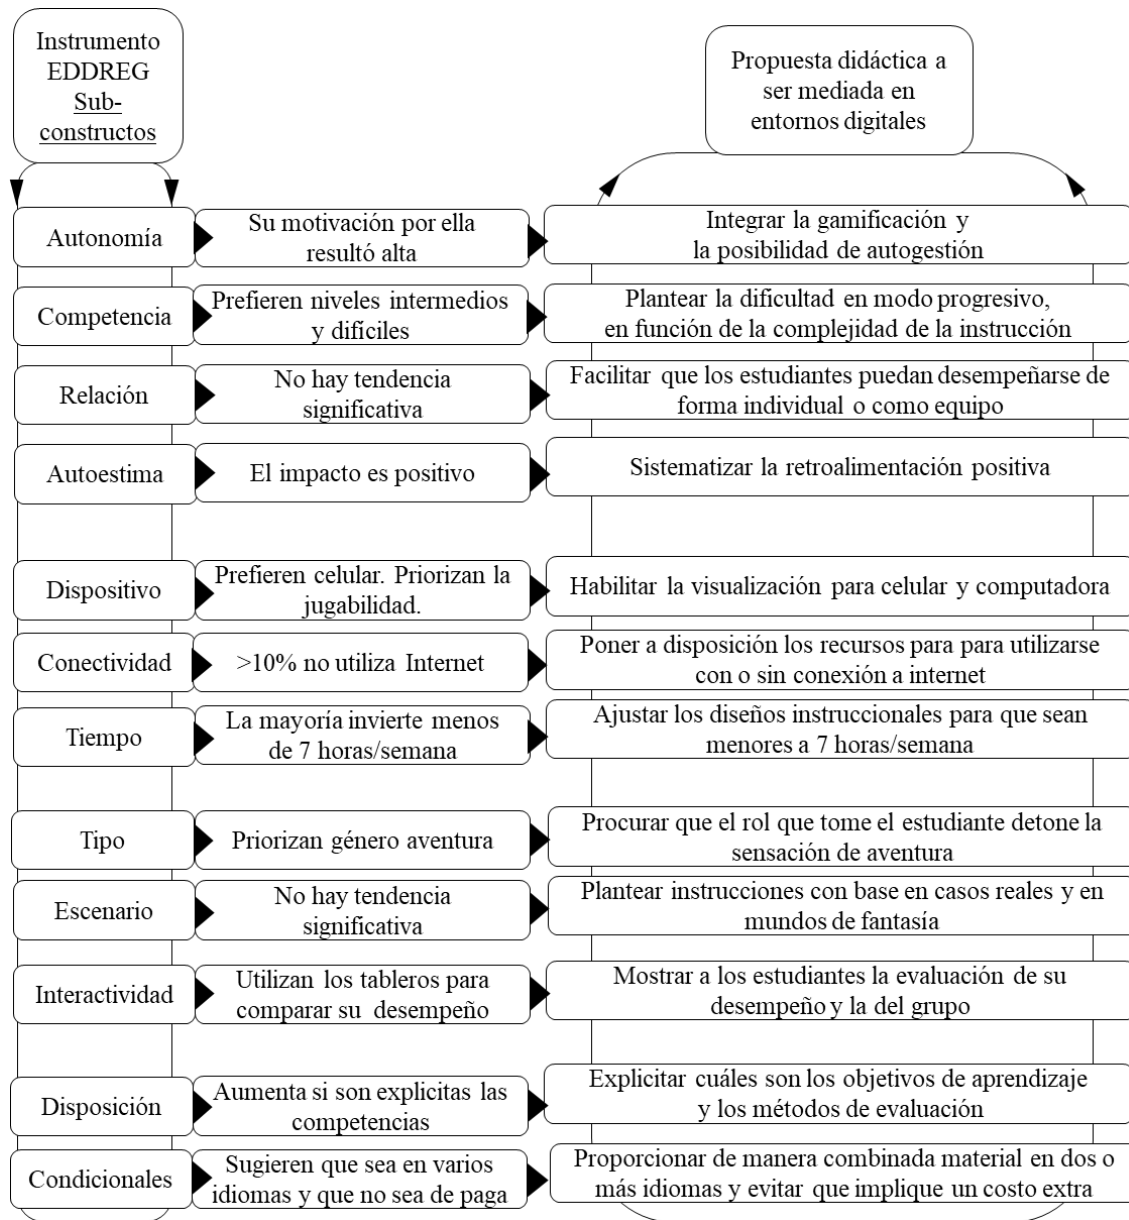 Instrumento
EDDREG
Sub-
constructos
Propuesta didáctica a
ser mediada en
entornos digitales
Autonomía
Su motivación por ella
resultó alta
Integrar la gamificación y
la posibilidad de autogestión
Competencia
Prefieren niveles intermedios
y difíciles
Plantear la dificultad en modo progresivo,
en función de la complejidad de la instrucción
Relación
No hay tendencia
significativa
Facilitar que los estudiantes puedan desempeñarse de
forma individual o como equipo
Autoestima
El impacto es positivo
Sistematizar la retroalimentación positiva
Dispositivo
Prefieren celular. Priorizan la
jugabilidad.
Habilitar la visualización para celular y computadora
Conectividad
>10% no utiliza Internet
Poner a disposición los recursos para para utilizarse
con o sin conexión a internet
Tiempo
La mayoría invierte menos
de 7 horas/semana
Ajustar los diseños instruccionales para que sean
menores a 7 horas/semana
Tipo
Priorizan género aventura
Procurar que el rol que tome el estudiante detone la
sensación de aventura
Escenario
No hay tendencia
significativa
Plantear instrucciones con base en casos reales y en
mundos de fantasía
Interactividad
Utilizan los tableros para
comparar su desempeño
Mostrar a los estudiantes la evaluación de su
desempeño y la del grupo
Disposición
Aumenta si son explicitas las
competencias
Explicitar cuáles son los objetivos de aprendizaje
y los métodos de evaluación
Condicionales
Sugieren que sea en varios
idiomas y que no sea de paga
Proporcionar de manera combinada material en dos o
más idiomas y evitar que implique un costo extra